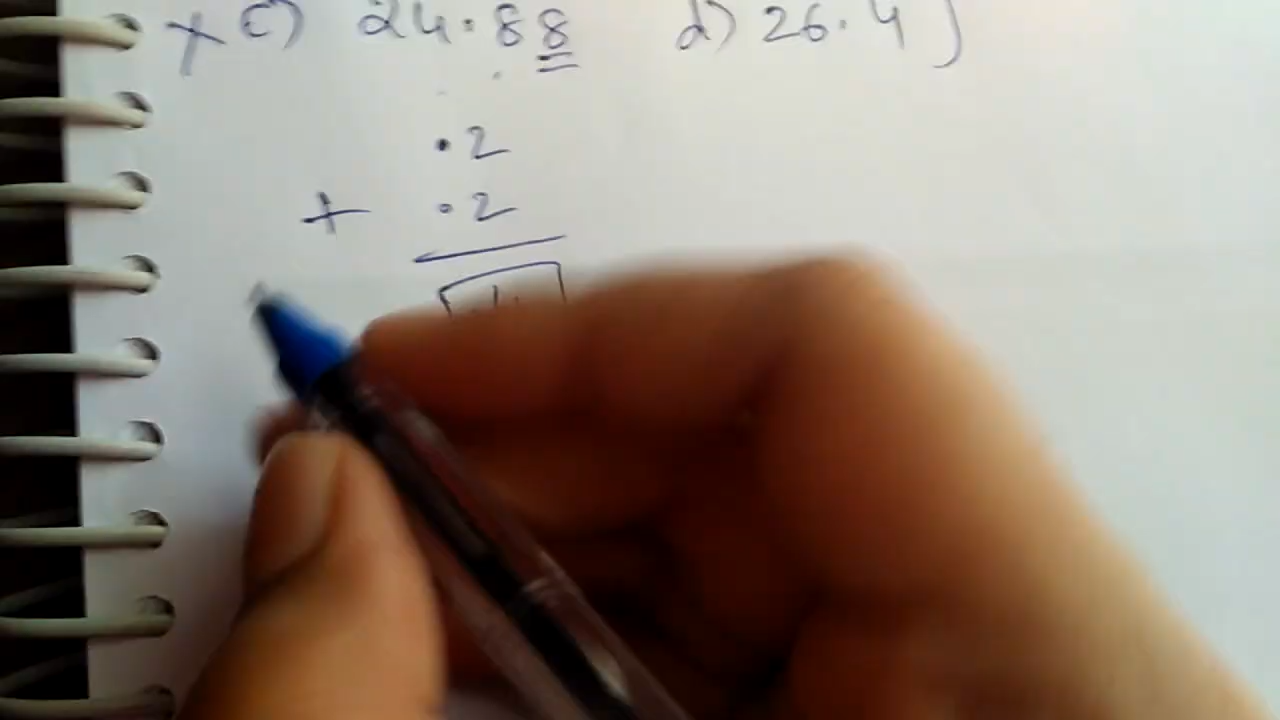 x c) 24.88 d) 26.4 )
.2
+ .2